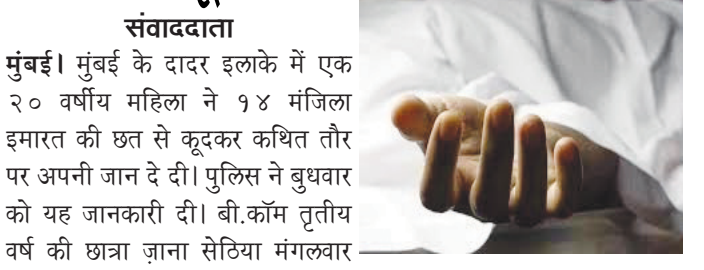 संवाददाता
मुंबई। मुंबई के दादर इलाके में एक
२० वर्षीय महिला ने १४ मंजिला
इमारत की छत से कूदकर कथित तौर
पर अपनी जान दे दी। पुलिस ने बुधवार
को यह जानकारी दी। बी.कॉम तृतीय
वर्ष की छात्रा ज़ाना सेठिया मंगलवार